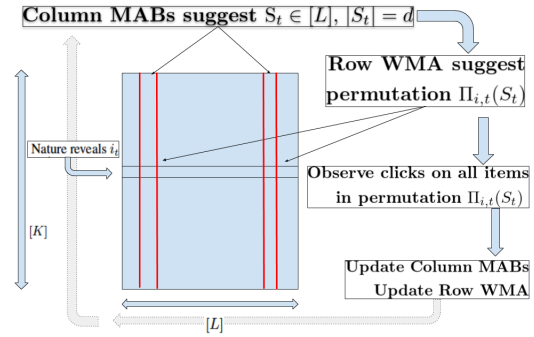 Column MABs suggest S_t ∈ [L], |S_t| = d
Row WMA suggest
permutation Π_{i,t}(S_t)
Nature reveals i_t
Observe clicks on all items
in permutation Π_{i,t}(S_t)
[K]
Update Column MABs
Update Row WMA
[L]